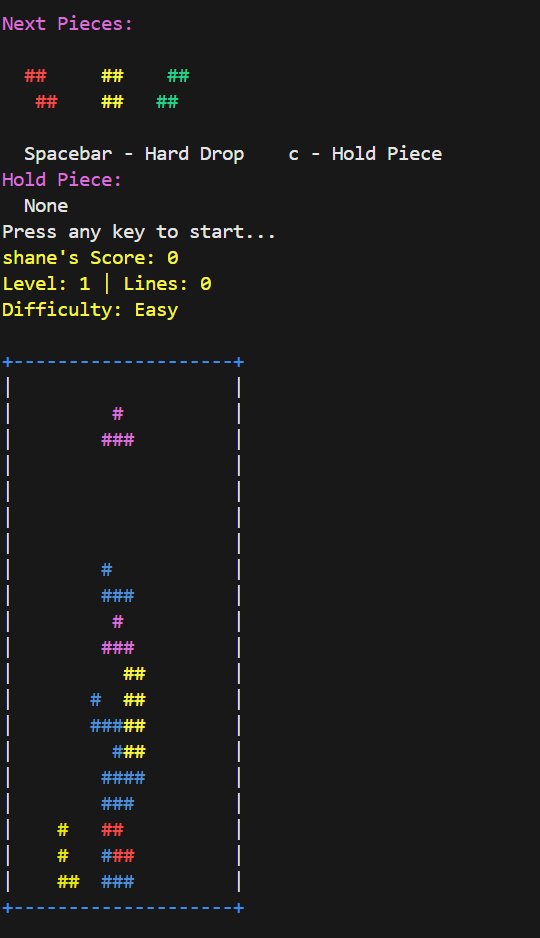 Next Pieces:
  ##     ##    ##
   ##    ##   ##
  Spacebar - Hard Drop    c - Hold Piece
Hold Piece:
  None
Press any key to start...
shane's Score: 0
Level: 1 | Lines: 0
Difficulty: Easy
+--------------------+
|                    |
|         #          |
|        ###         |
|                    |
|                    |
|                    |
|                    |
|        #           |
|        ###         |
|         #          |
|        ###         |
|          ##        |
|       #  ##        |
|       #####        |
|         ###        |
|        ####        |
|        ###         |
|    #   ##          |
|    #   ###         |
|    ##  ###         |
+--------------------+